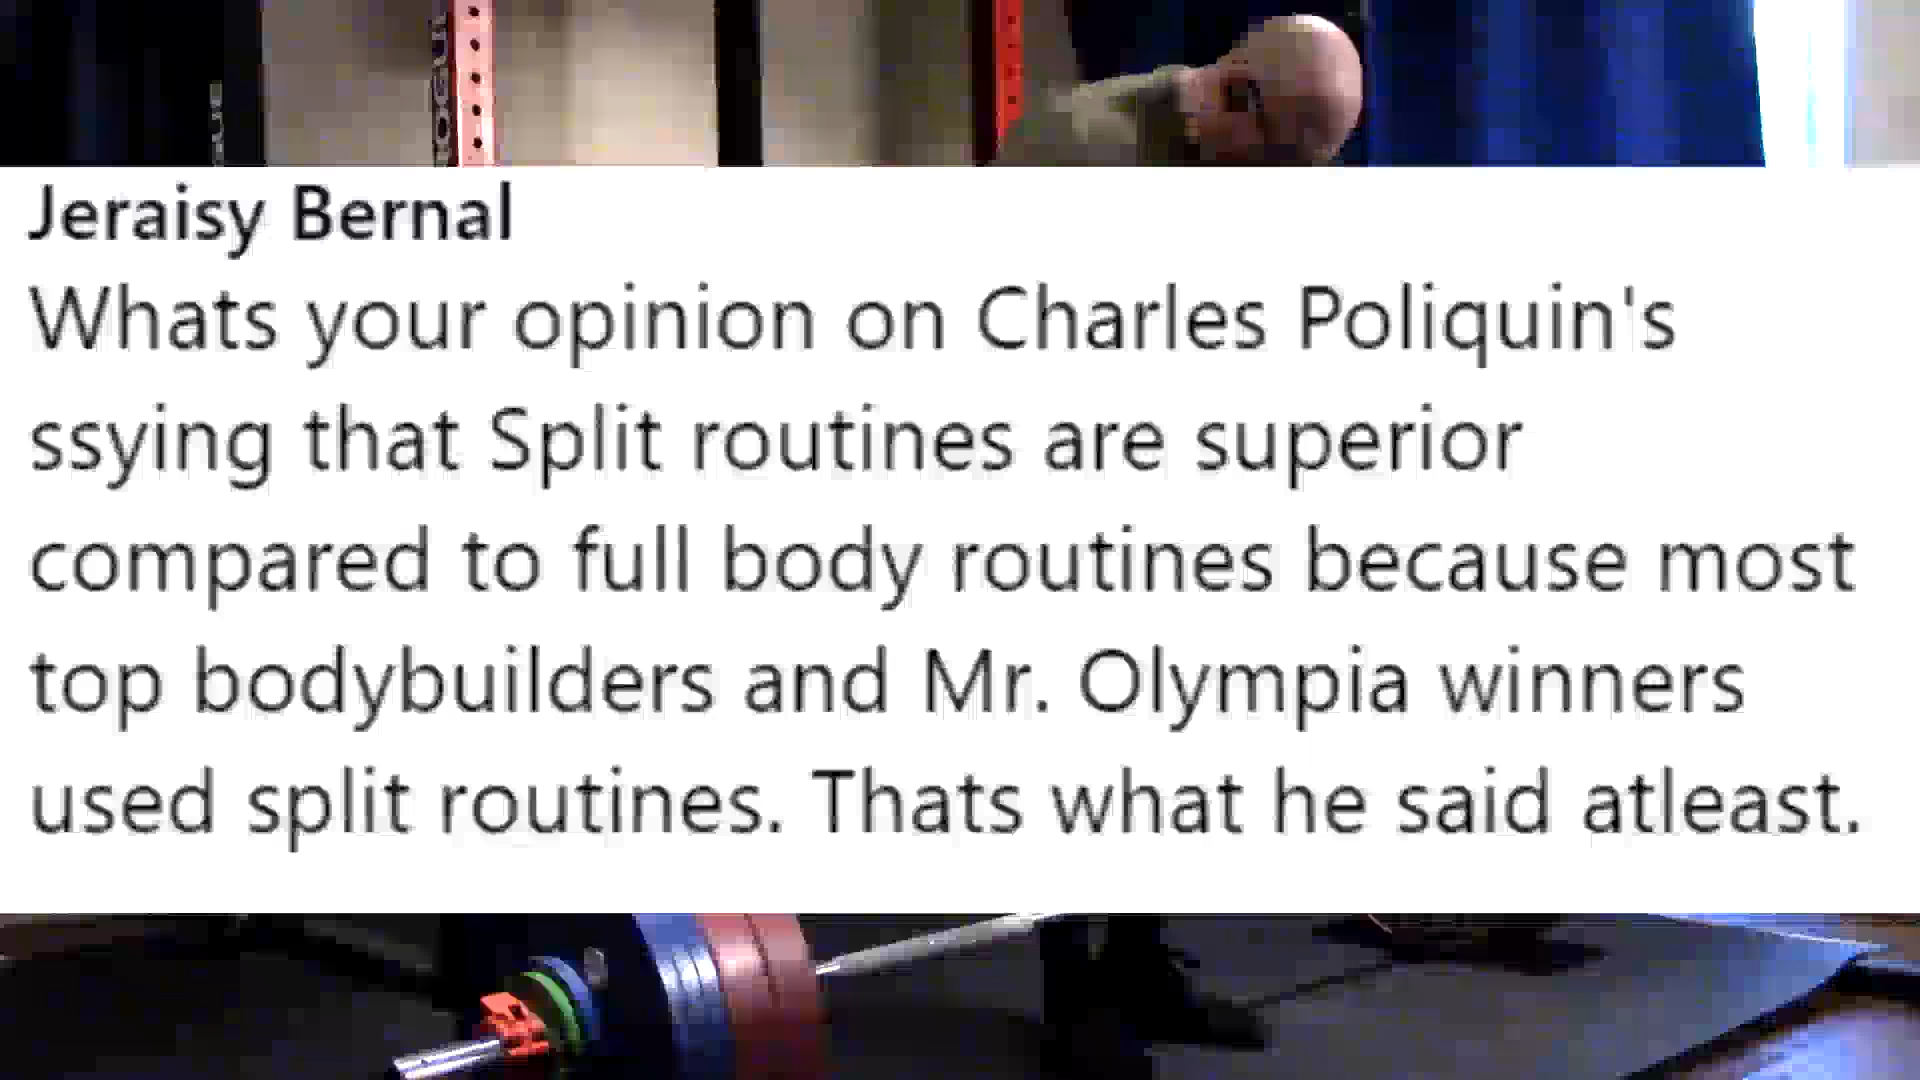 ROGUE
Jeraisy Bernal
Whats your opinion on Charles Poliquin's
ssying that Split routines are superior
compared to full body routines because most
top bodybuilders and Mr. Olympia winners
used split routines. Thats what he said atleast.